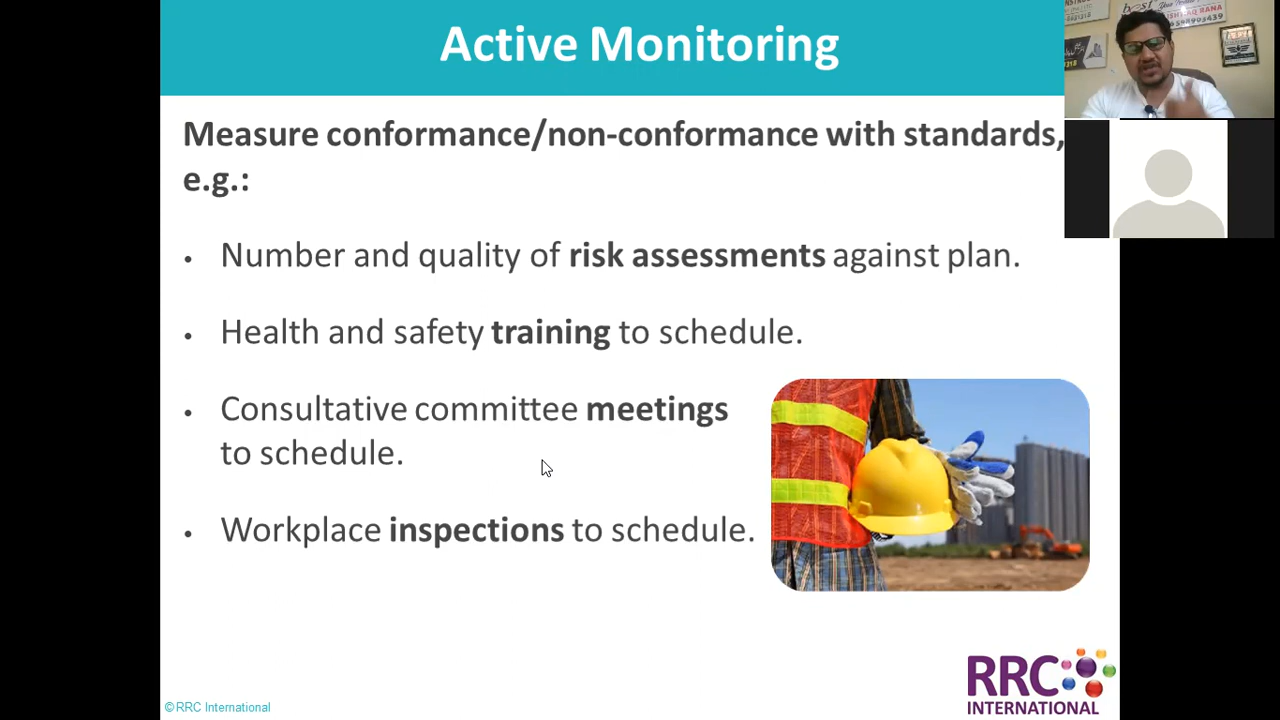 Active Monitoring
Measure conformance/non-conformance with standards,
e.g.:
• Number and quality of risk assessments against plan.
• Health and safety training to schedule.
• Consultative committee meetings
to schedule.
• Workplace inspections to schedule.
RRC
INTERNATIONAL
© RRC International